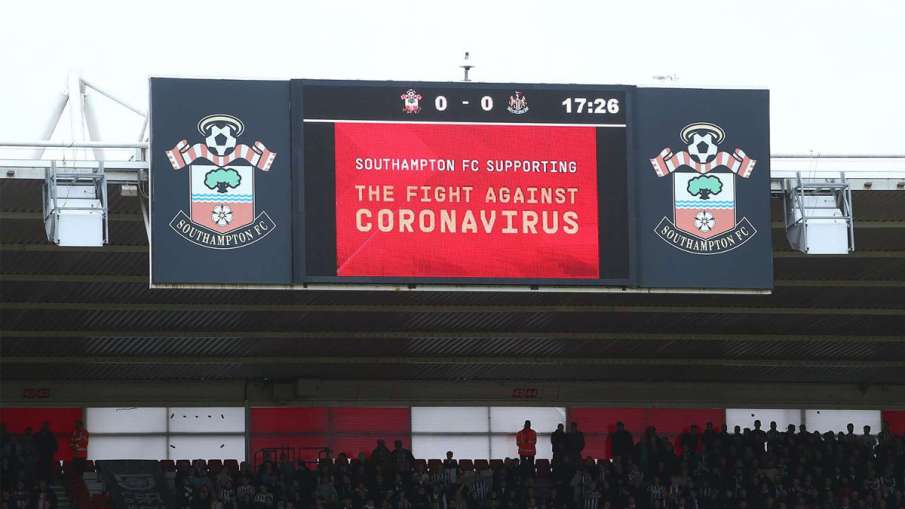 0 - 0 17:26
SOUTHAMPTON FC SUPPORTING
THE FIGHT AGAINST
CORONAVIRUS
SOUTHAMPTON FC
SOUTHAMPTON FC